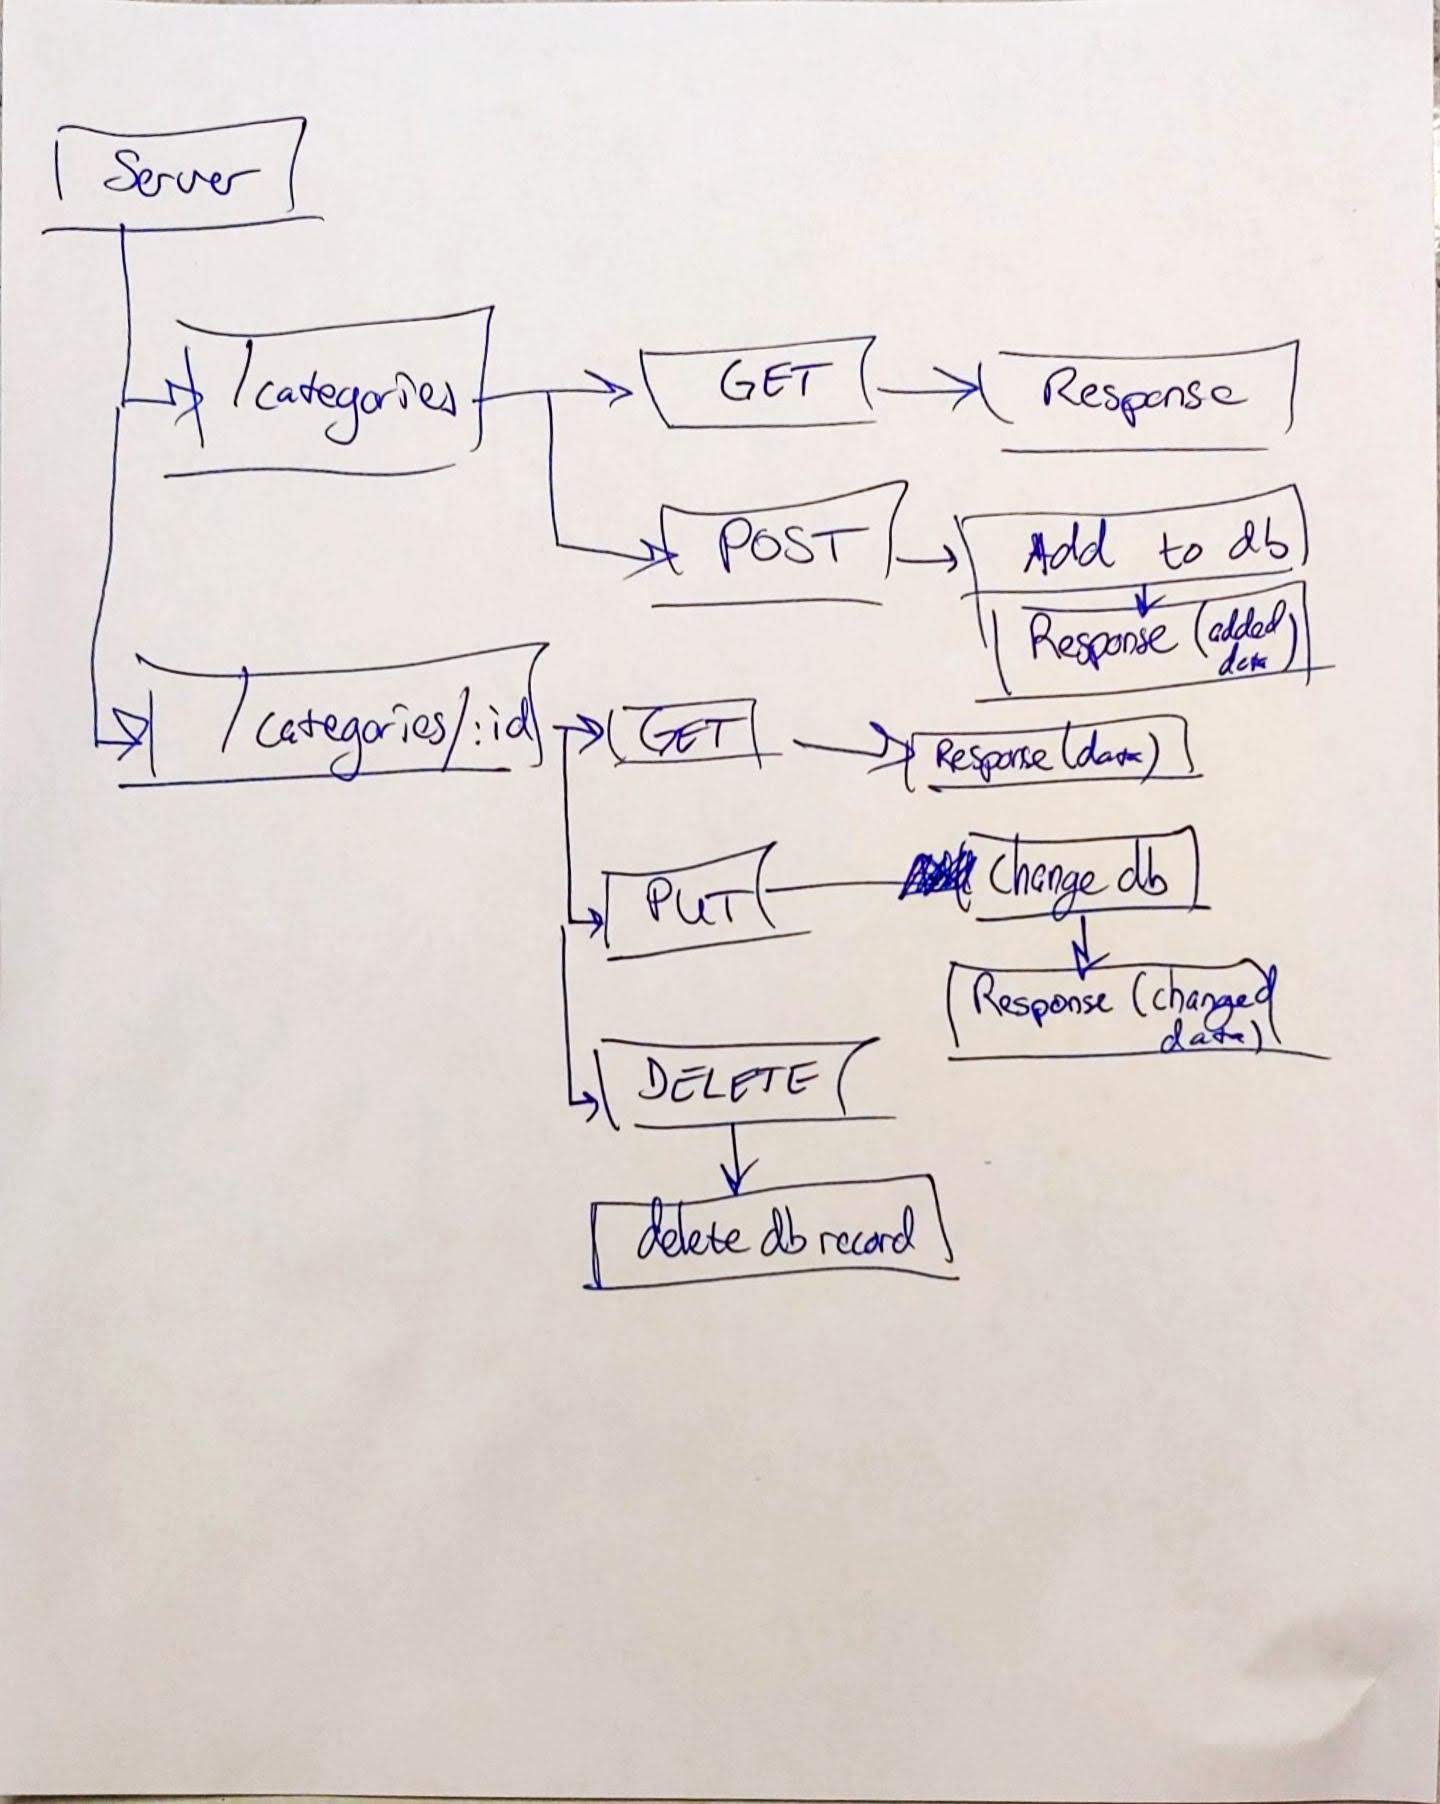 Server
/categories
GET
Response
POST
Add to db
Response (added
data)
/categories/:id
GET
Response (data)
PUT
Change db
Response (changed
data)
DELETE
delete db record